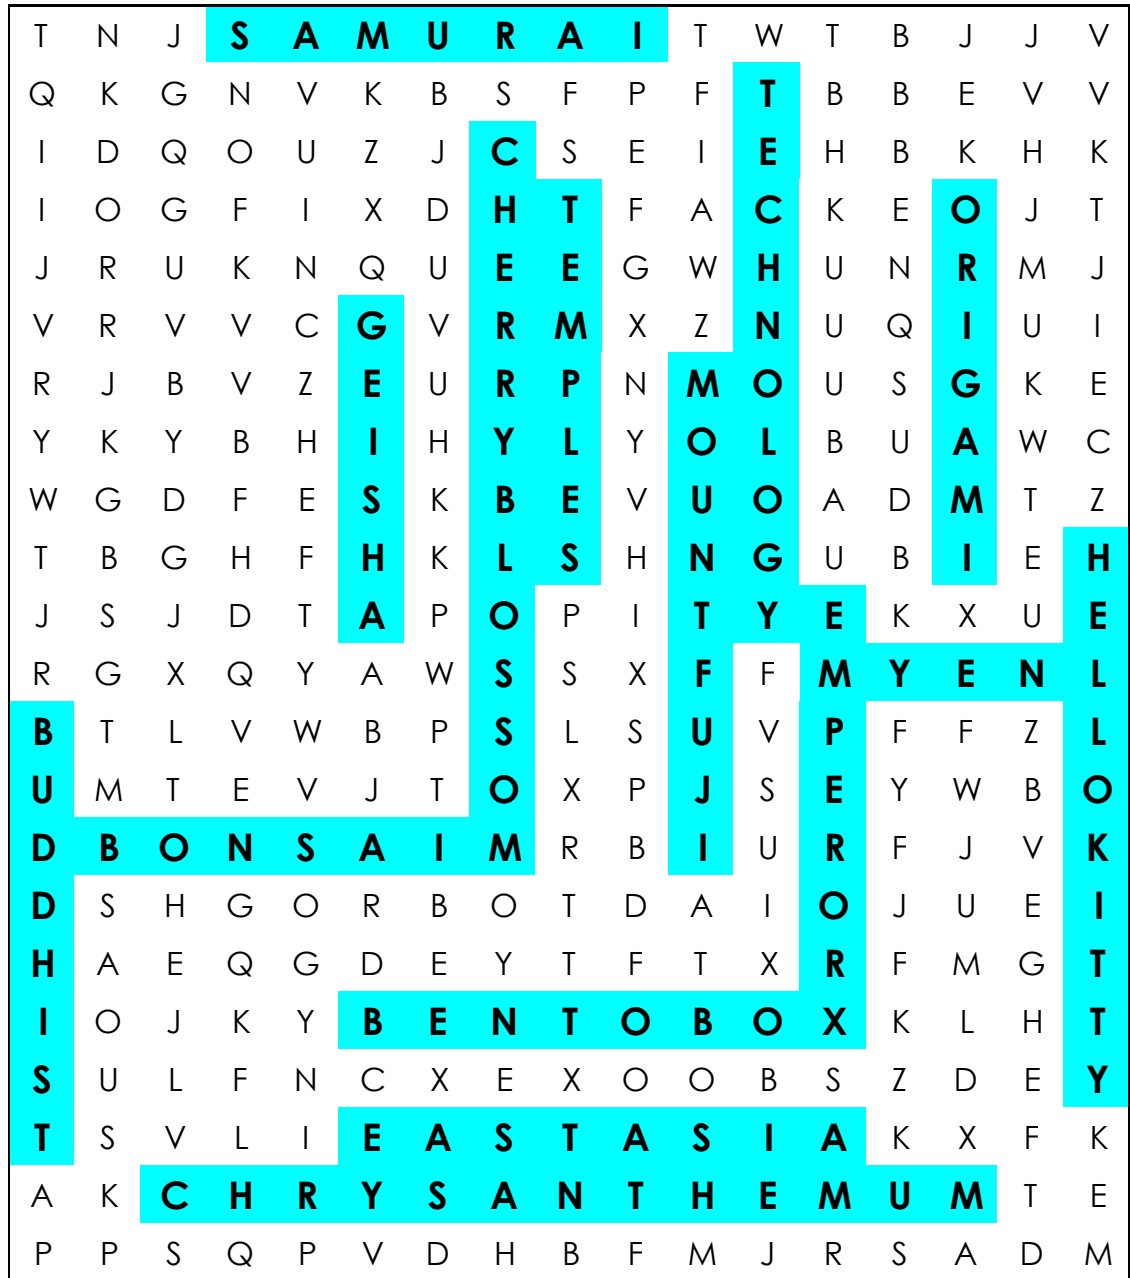 T N J S A M U R A I T W T B J J V
Q K G N V K B S F P F T B B E V V
I D Q O U Z J C S E I E H B K H K
I O G F I X D H T F A C K E O J T
J R U K N Q U E E G W H U N R M J
V R V V C G V R M X Z N U Q I U I
R J B V Z E U R P N M O U S G K E
Y K Y B H I H Y L Y O L B U A W C
W G D F E S K B E V U O A D M T Z
T B G H F H K L S H N G U B I E H
J S J D T A P O P I T Y E K X U E
R G X Q Y A W S S X F F M Y E N L
B T L V W B P S L S U V P F F Z L
U M T E V J T O X P J S E Y W B O
D B O N S A I M R B I U R F J V K
D S H G O R B O T D A I O J U E I
H A E Q G D E Y T F T X R F M G T
I O J K Y B E N T O B O X K L H T
S U L F N C X E X O O B S Z D E Y
T S V L I E A S T A S I A K X F K
A K C H R Y S A N T H E M U M T E
P P S Q P V D H B F M J R S A D M